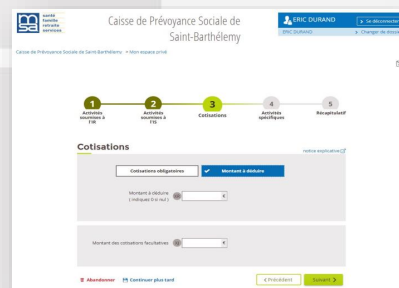 santé
famille
retraite
services
Caisse de Prévoyance Sociale de
Saint-Barthélemy
ERIC DURAND
Se déconnecter
ERIC DURAND
Changer de dossier
Caisse de Prévoyance Sociale de Saint-Barthélemy
Mon espace privé
1
2
3
4
5
Activités
soumises à
l'IR
Activités
soumises à
l'IS
Cotisations
Activités
spécifiques
Récapitulatif
Cotisations
notice explicative
Cotisations obligatoires
Montant à déduire
Montant à déduire
( indiquez 0 si nul )
€
Montant des cotisations facultatives
€
Abandonner
Continuer plus tard
Précédent
Suivant